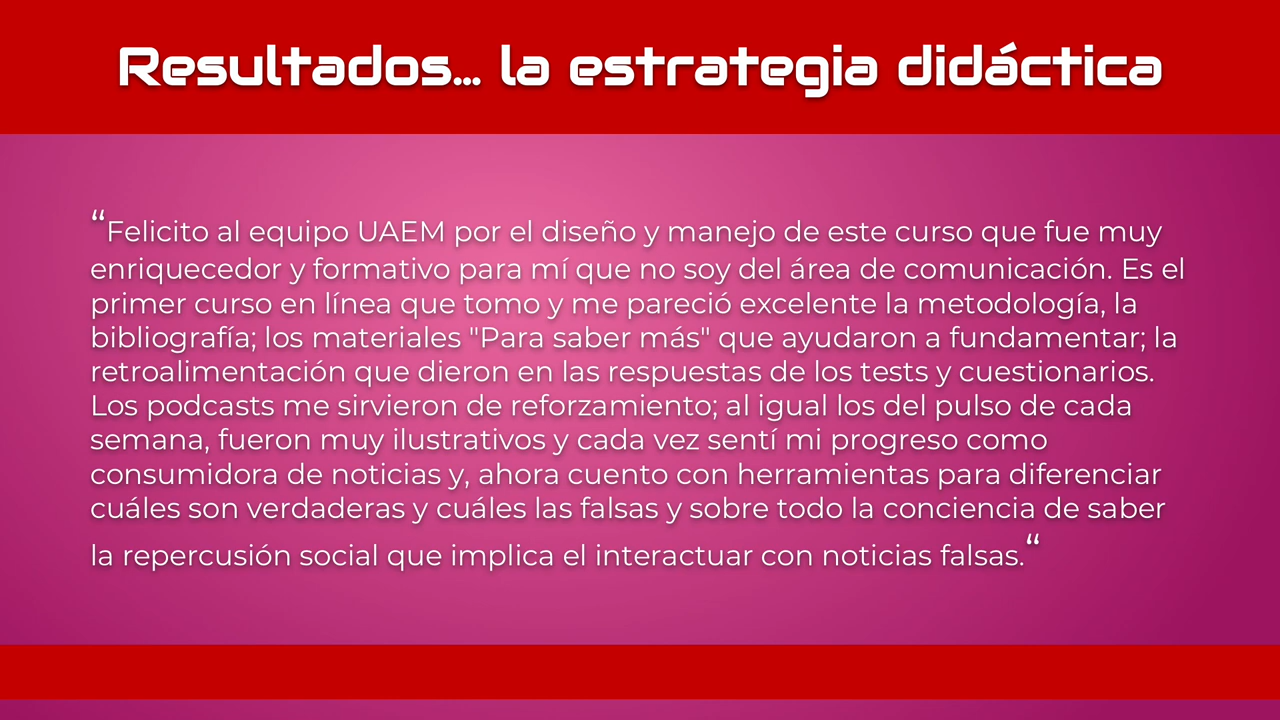 Resultados... la estrategia didáctica
“Felicito al equipo UAEM por el diseño y manejo de este curso que fue muy
enriquecedor y formativo para mí que no soy del área de comunicación. Es el
primer curso en línea que tomo y me pareció excelente la metodología, la
bibliografía; los materiales "Para saber más" que ayudaron a fundamentar; la
retroalimentación que dieron en las respuestas de los tests y cuestionarios.
Los podcasts me sirvieron de reforzamiento; al igual los del pulso de cada
semana, fueron muy ilustrativos y cada vez sentí mi progreso como
consumidora de noticias y, ahora cuento con herramientas para diferenciar
cuáles son verdaderas y cuáles las falsas y sobre todo la conciencia de saber
la repercusión social que implica el interactuar con noticias falsas.“